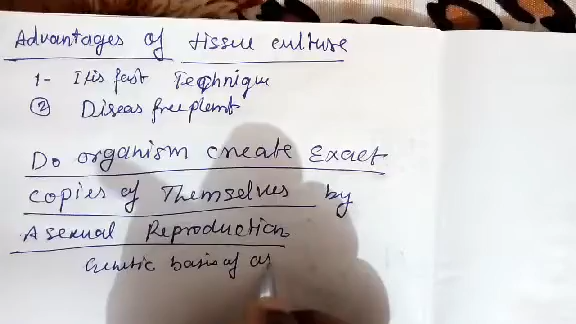 Advantages of tissue culture
1- It is fast Technique
② Diseas free plant
Do organism create Exact
copies of Themselves by
Asexual Reproduction
Genetic basis of as